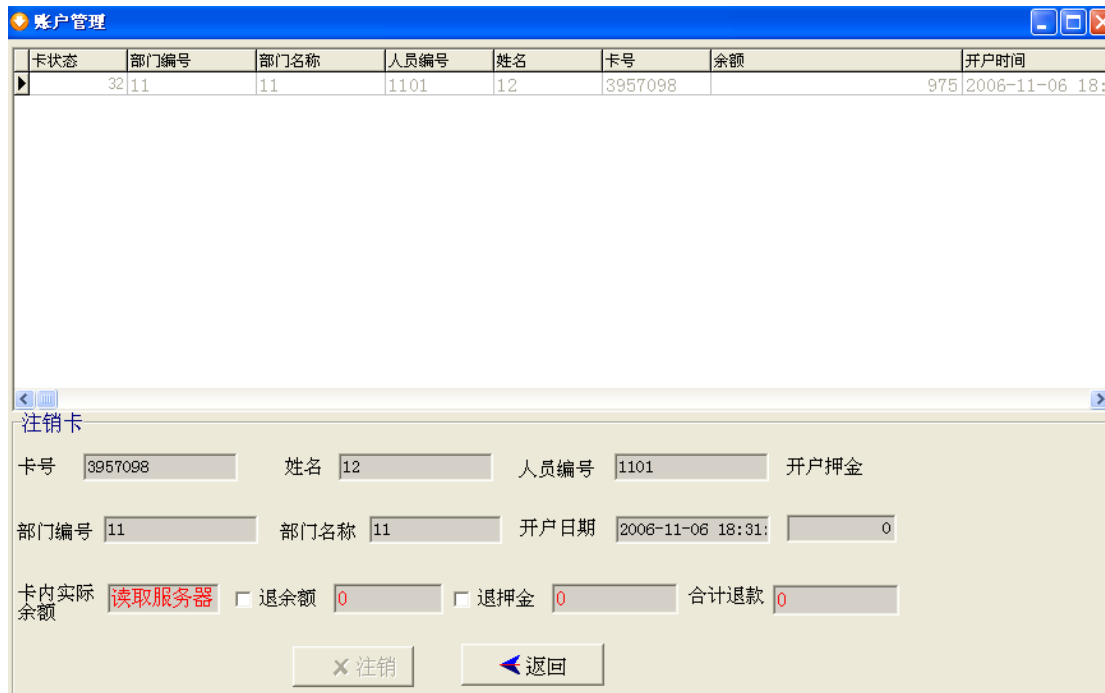 账户管理
卡状态 部门编号 部门名称 人员编号 姓名 卡号 余额 开户时间
32 11 11 1101 12 3957098 975 2006-11-06 18:
注销卡
卡号 3957098 姓名 12 人员编号 1101 开户押金
部门编号 11 部门名称 11 开户日期 2006-11-06 18:31: 0
卡内实际余额 读取服务器 退余额 0 退押金 0 合计退款 0
注销 返回